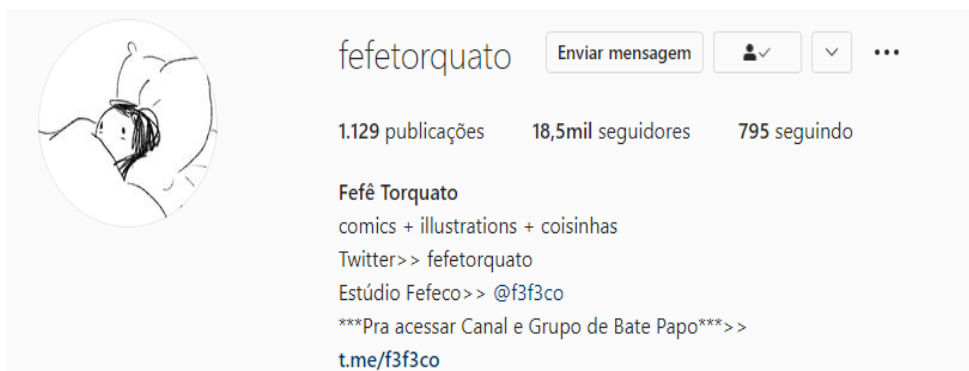 fefetorquato Enviar mensagem
1.129 publicações 18,5mil seguidores 795 seguindo
Fefê Torquato
comics + illustrations + coisinhas
Twitter>> fefetorquato
Estúdio Fefeco>> @f3f3co
***Pra acessar Canal e Grupo de Bate Papo***>>
t.me/f3f3co